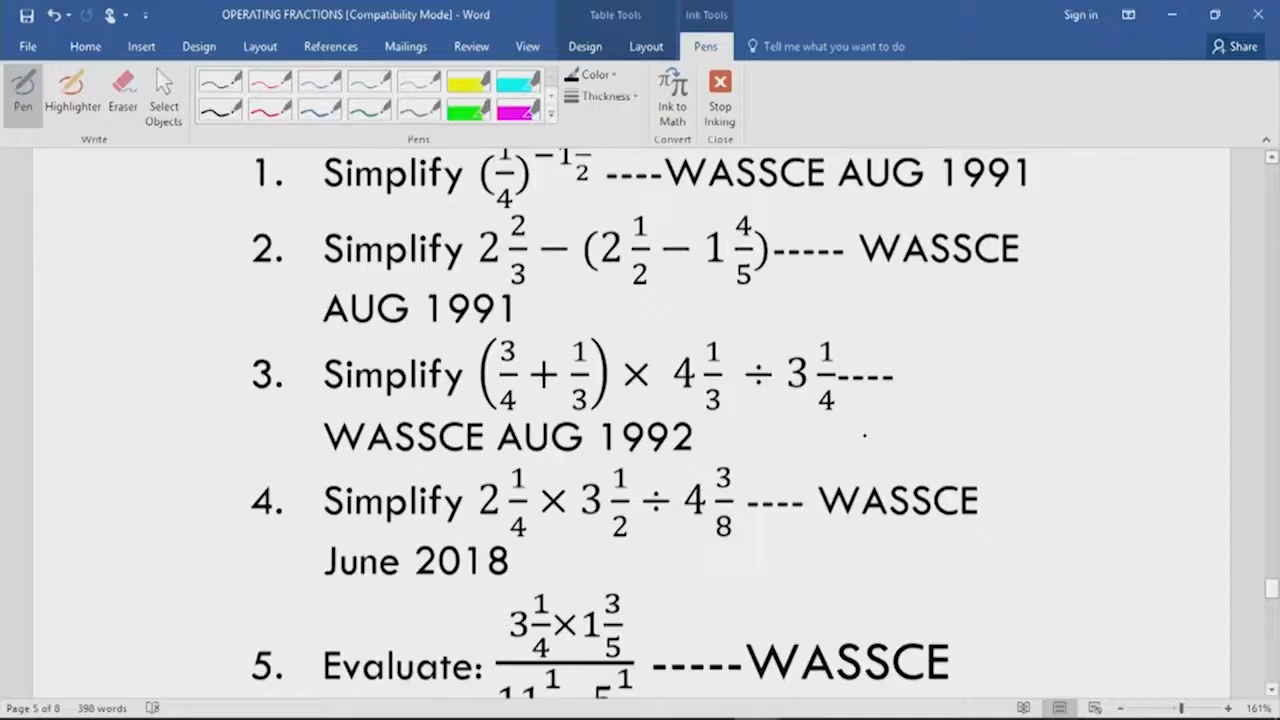 OPERATING FRACTIONS [Compatibility Mode] - Word
Table Tools
Ink Tools
Sign in
File Home Insert Design Layout References Mailings Review View Design Layout Pens Tell me what you want to do Share
Pen Highlighter Eraser Select Objects
Color
Thickness
Ink to Math
Stop Inking
Write Pens Convert Close
1. Simplify (1/4)^−1 1/2 ----WASSCE AUG 1991
2. Simplify 2 2/3 − (2 1/2 − 1 4/5)----- WASSCE
AUG 1991
3. Simplify (3/4 + 1/3) × 4 1/3 ÷ 3 1/4----
WASSCE AUG 1992
4. Simplify 2 1/4 × 3 1/2 ÷ 4 3/8 ---- WASSCE
June 2018
5. Evaluate: 3 1/4×1 3/5 -----WASSCE
Page 5 of 8 398 words 161%